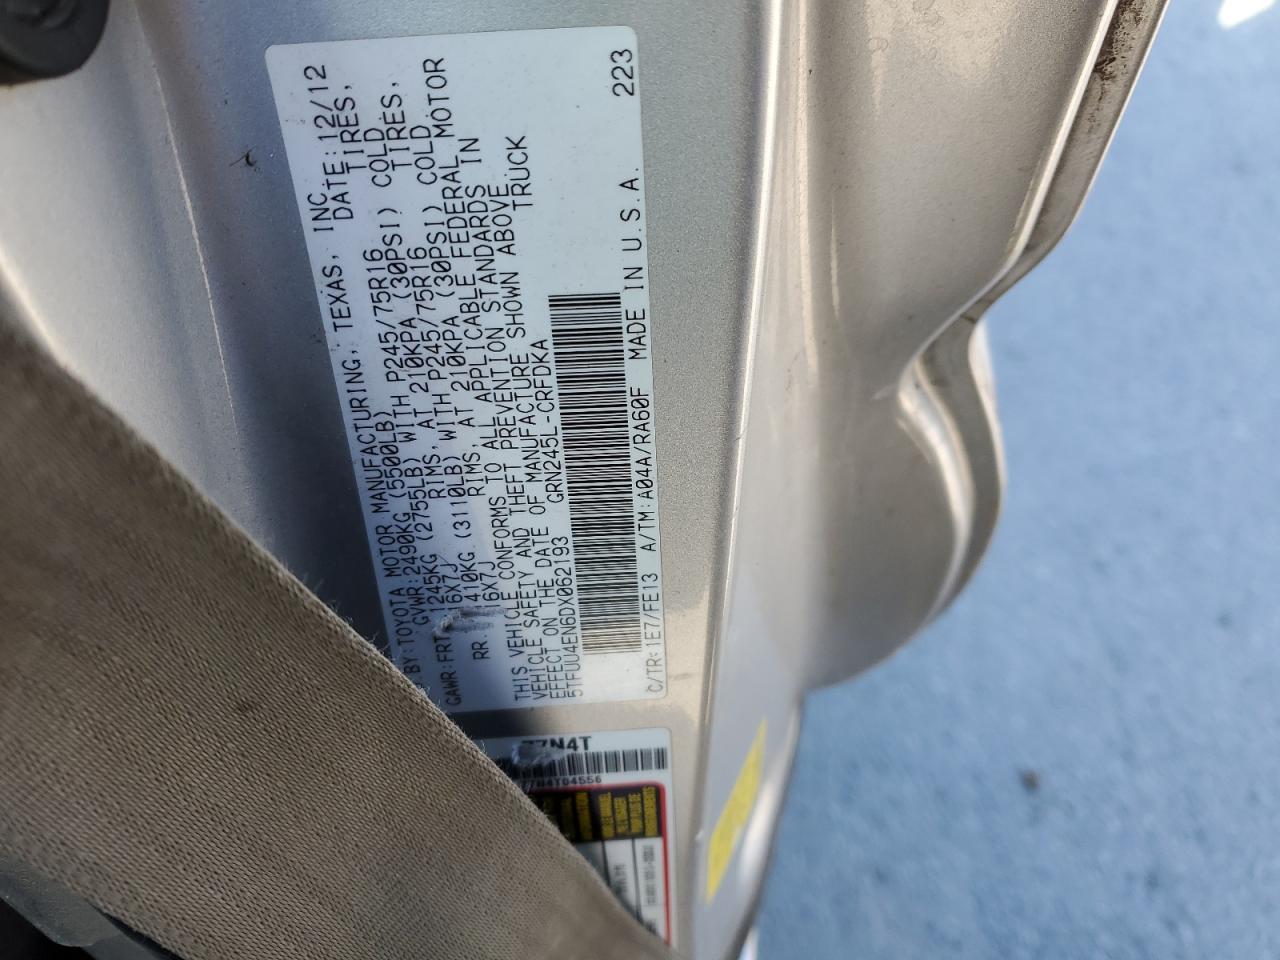 BY: TOYOTA MOTOR MANUFACTURING, TEXAS, INC.
GVWR: 2490KG (5500LB) DATE: 12/12
GAWR: FRT 1245KG (2755LB) WITH P245/75R16 TIRES,
16X7J RIMS, AT 210KPA (30PSI) COLD
RR. 1410KG (3110LB) WITH P245/75R16 TIRES,
16X7J RIMS, AT 210KPA (30PSI) COLD
THIS VEHICLE CONFORMS TO ALL APPLICABLE FEDERAL MOTOR
VEHICLE SAFETY AND THEFT PREVENTION STANDARDS IN
EFFECT ON THE DATE OF MANUFACTURE SHOWN ABOVE.
5TFUU4EN6DX062193 GRN245L-CRFDKA TRUCK
C/TR: 1E7/FE13 A/TM: A04A/RA60F MADE IN U.S.A.
223
7N4T
7N4T04556